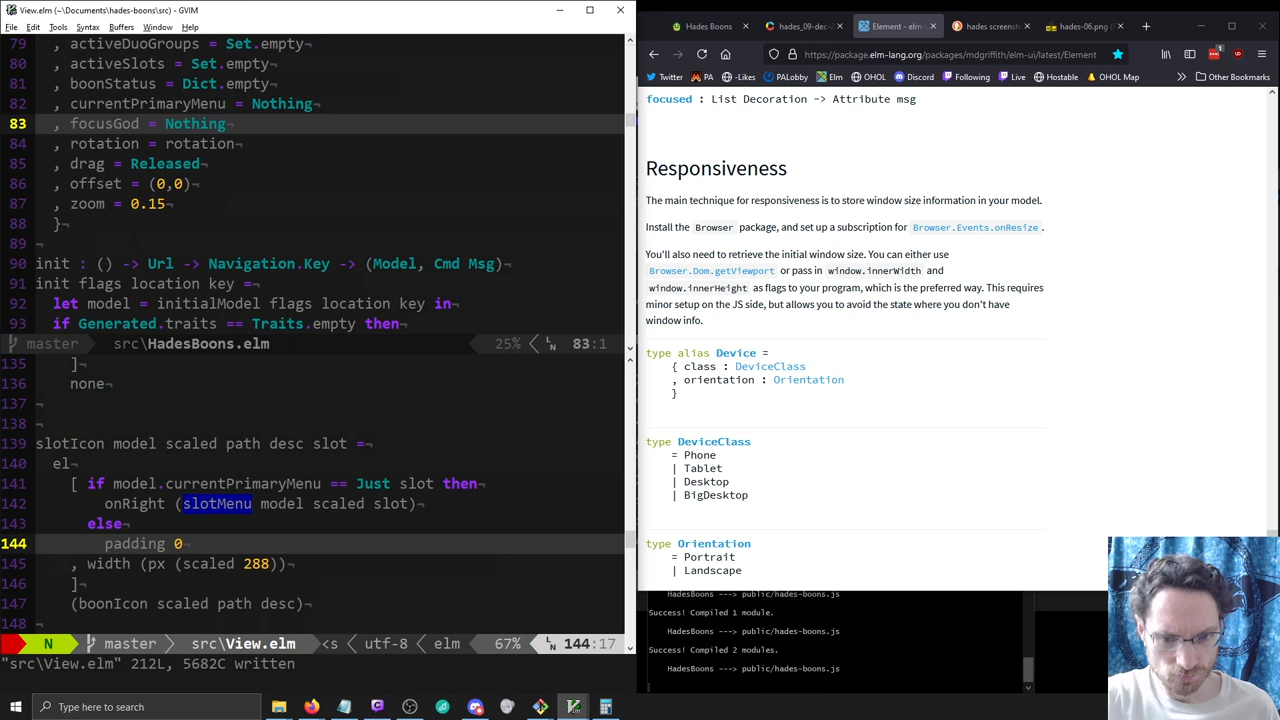 View.elm (~\Documents\hades-boons\src) - GVIM
File Edit Tools Syntax Buffers Window Help
79 , activeDuoGroups = Set.empty¬
80 , activeSlots = Set.empty¬
81 , boonStatus = Dict.empty¬
82 , currentPrimaryMenu = Nothing¬
83 , focusGod = Nothing¬
84 , rotation = rotation¬
85 , drag = Released¬
86 , offset = (0,0)¬
87 , zoom = 0.15¬
88 }¬
89 ¬
90 init : () -> Url -> Navigation.Key -> (Model, Cmd Msg)¬
91 init flags location key =¬
92 let model = initialModel flags location key in¬
93 if Generated.traits == Traits.empty then¬
master src\HadesBoons.elm 25% LN 83:1
135 ]¬
136 none¬
137 ¬
138 ¬
139 slotIcon model scaled path desc slot =¬
140 el¬
141 [ if model.currentPrimaryMenu == Just slot then¬
142 onRight (slotMenu model scaled slot)¬
143 else¬
144 padding 0¬
145 , width (px (scaled 288))¬
146 ]¬
147 (boonIcon scaled path desc)¬
148 ¬
N master src\View.elm <s utf-8 elm 67% LN 144:17
"src\View.elm" 212L, 5682C written
Hades Boons
hades_09-dec-2
Element - elm-
hades screensh
hades-06.png (
https://package.elm-lang.org/packages/mdgriffith/elm-ui/latest/Element
1
Twitter PA -Likes PALobby Elm OHOL Discord Following Live Hostable OHOL Map Other Bookmarks
focused : List Decoration -> Attribute msg
Responsiveness
The main technique for responsiveness is to store window size information in your model.
Install the Browser package, and set up a subscription for Browser.Events.onResize .
You'll also need to retrieve the initial window size. You can either use
Browser.Dom.getViewport or pass in window.innerWidth and
window.innerHeight as flags to your program, which is the preferred way. This requires
minor setup on the JS side, but allows you to avoid the state where you don't have
window info.
type alias Device =
{ class : DeviceClass
, orientation : Orientation
}
type DeviceClass
= Phone
| Tablet
| Desktop
| BigDesktop
type Orientation
= Portrait
| Landscape
HadesBoons ---> public/hades-boons.js
Success! Compiled 1 module.
HadesBoons ---> public/hades-boons.js
Success! Compiled 2 modules.
HadesBoons ---> public/hades-boons.js
Type here to search